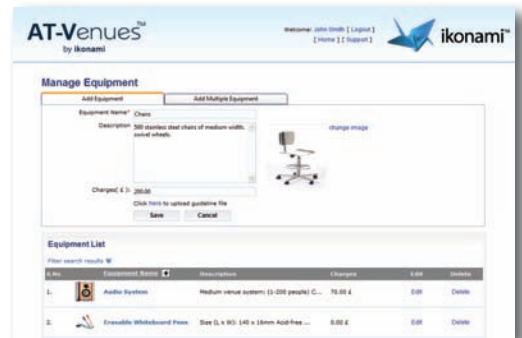 AT-Venues™
by ikonami
Welcome: John Smith [ Logout ]
[ Home ] [ Support ]
ikonami™
Manage Equipment
Add Equipment
Add Multiple Equipment
Equipment Name* Chairs
Description 500 stainless steel chairs of medium width, swivel wheels.
change image
Charges( £ ): 200.00
Click here to upload guideline file
Save Cancel
Equipment List
Filter search results
S.No Equipment Name Description Charges Edit Delete
1. Audio System Medium venue system: (1-200 people) C... 70.00 £ Edit Delete
2. Erasable Whiteboard Pens Size (L x W): 140 x 16mm Acid-free ... 0.00 £ Edit Delete